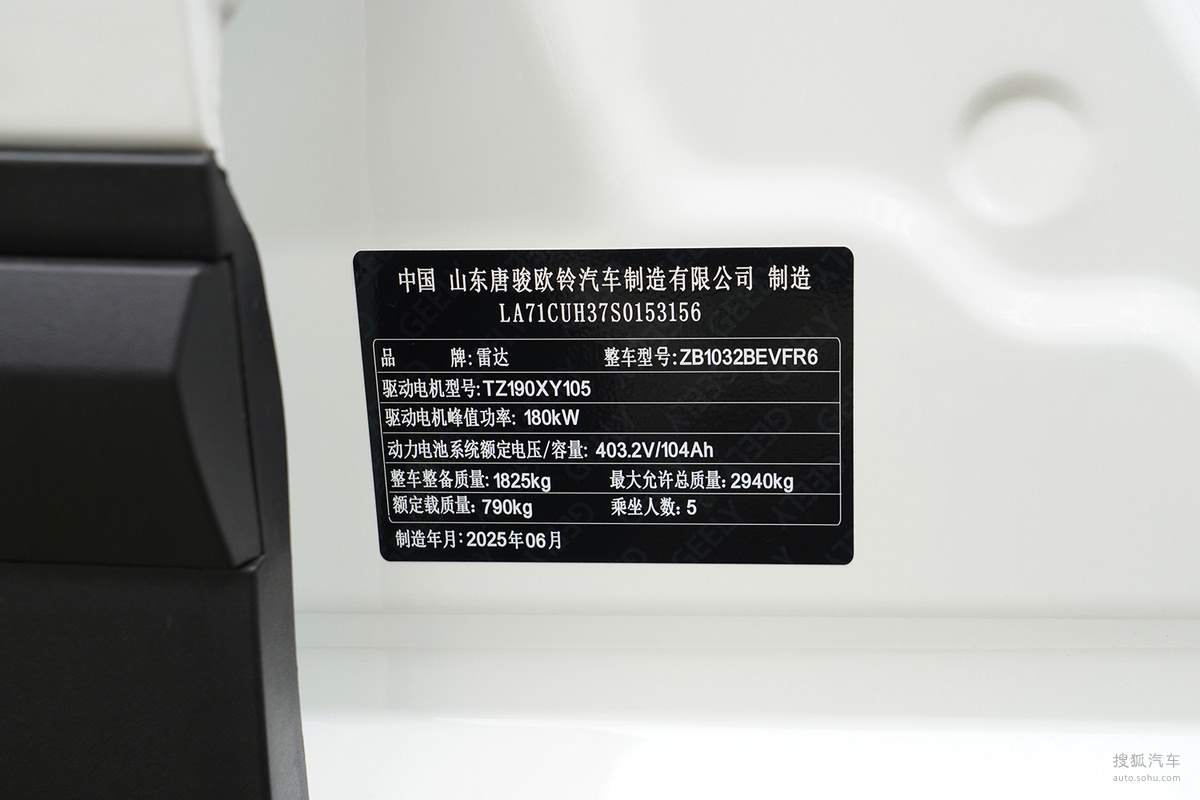 中国 山东唐骏欧铃汽车制造有限公司 制造
LA71CUH37S0153156
品 牌: 雷达 整车型号: ZB1032BEVFR6
驱动电机型号: TZ190XY105
驱动电机峰值功率: 180kW
动力电池系统额定电压/容量: 403.2V/104Ah
整车整备质量: 1825kg 最大允许总质量: 2940kg
额定载质量: 790kg 乘坐人数: 5
制造年月: 2025年06月
搜狐汽车
auto.sohu.com